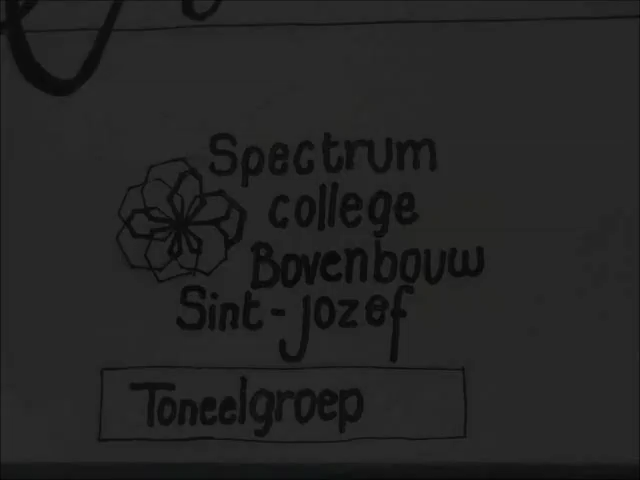 Spectrum
college
Bovenbouw
Sint-Jozef
Toneelgroep